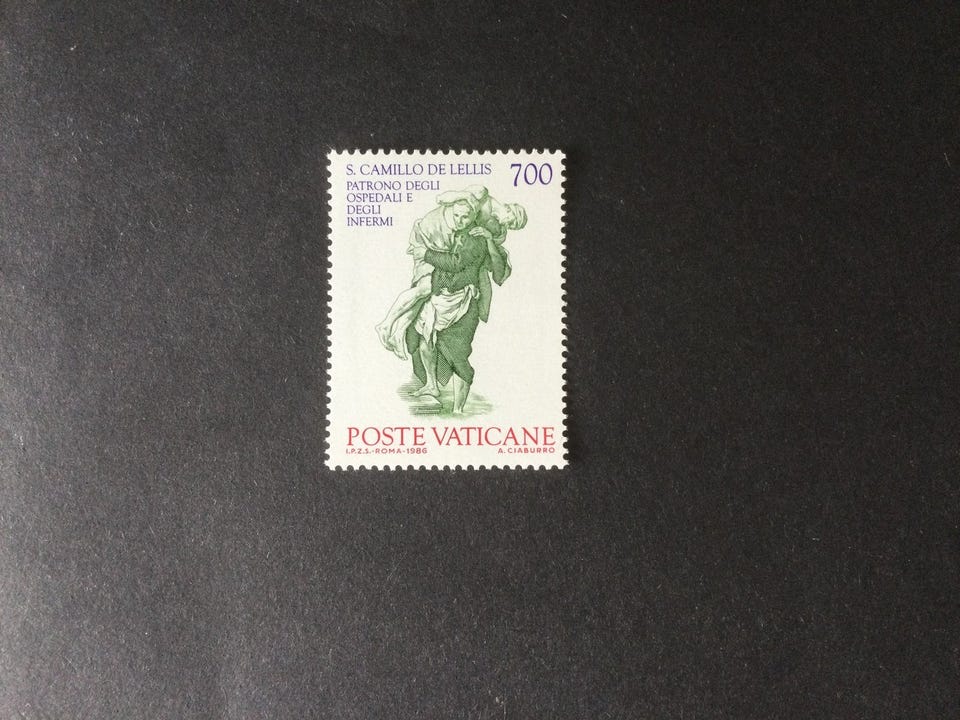 S. CAMILLO DE LELLIS 700
PATRONO DEGLI
OSPEDALI E
DEGLI
INFERMI
POSTE VATICANE
I.P.Z.S.-ROMA-1986 A. CIABURRO